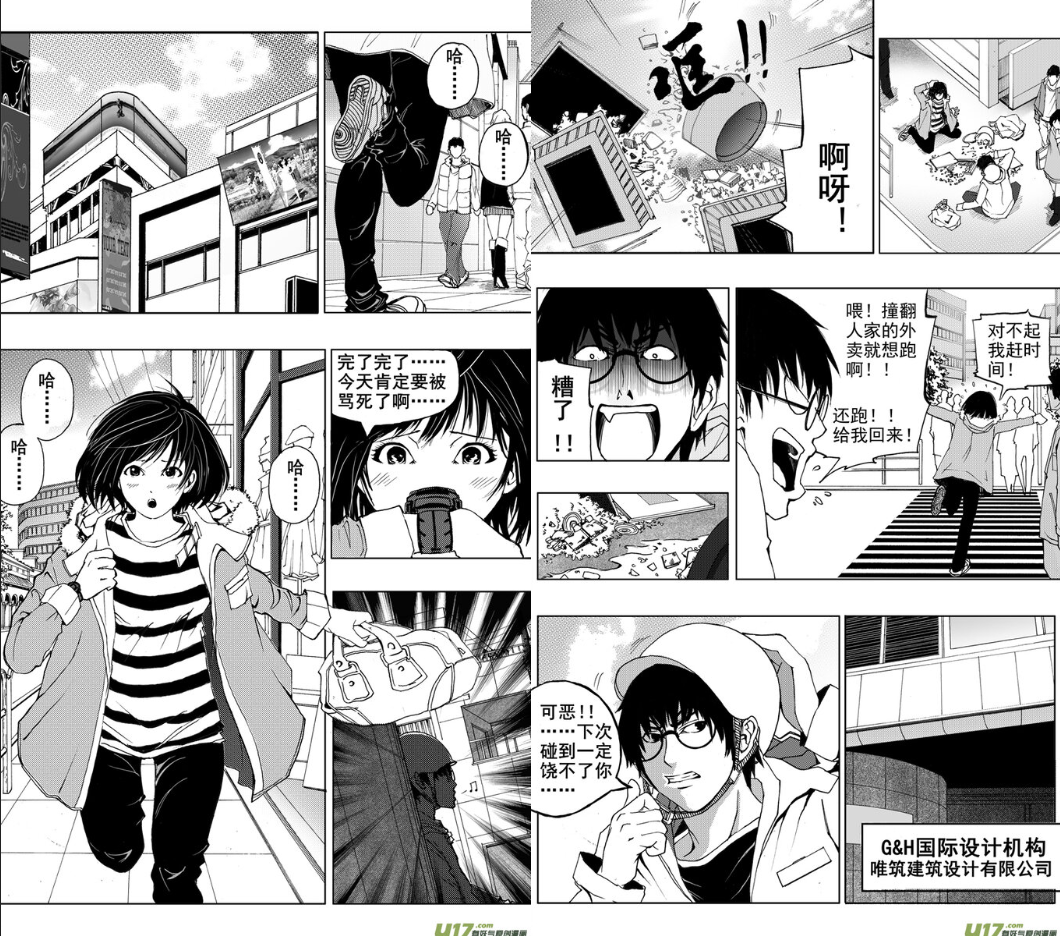 哈……
哈……
哈……
哈……
哈……
完了完了……
今天肯定要被
骂死了啊……
啊呀！
糟了！！
喂！撞翻
人家的外
卖就想跑
啊！！
还跑！！
给我回来！
对不起
我赶时
间！
可恶!!
……下次
碰到一定
饶不了你
……
G&H国际设计机构
唯筑建筑设计有限公司
U17.com
U17.com